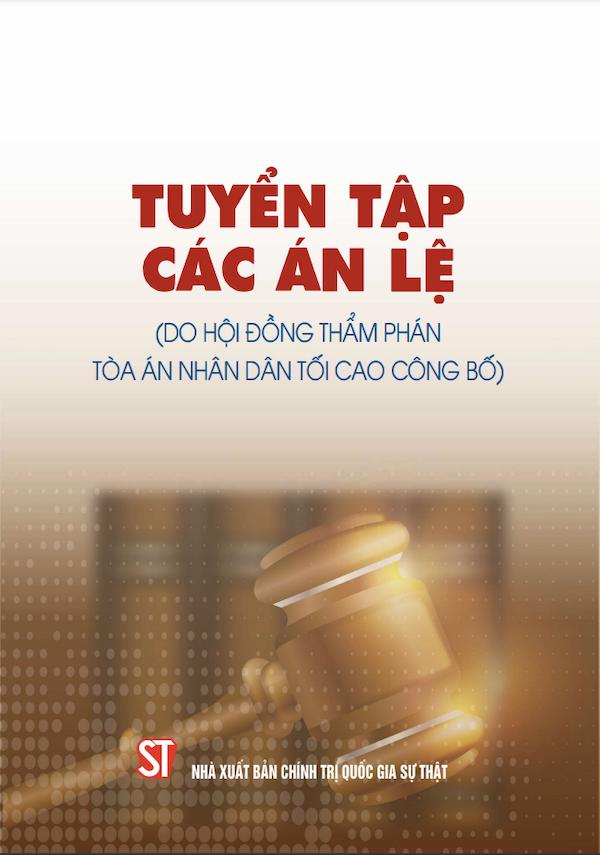 TUYỂN TẬP
CÁC ÁN LỆ
(DO HỘI ĐỒNG THẨM PHÁN
TÒA ÁN NHÂN DÂN TỐI CAO CÔNG BỐ)
ST
NHÀ XUẤT BẢN CHÍNH TRỊ QUỐC GIA SỰ THẬT